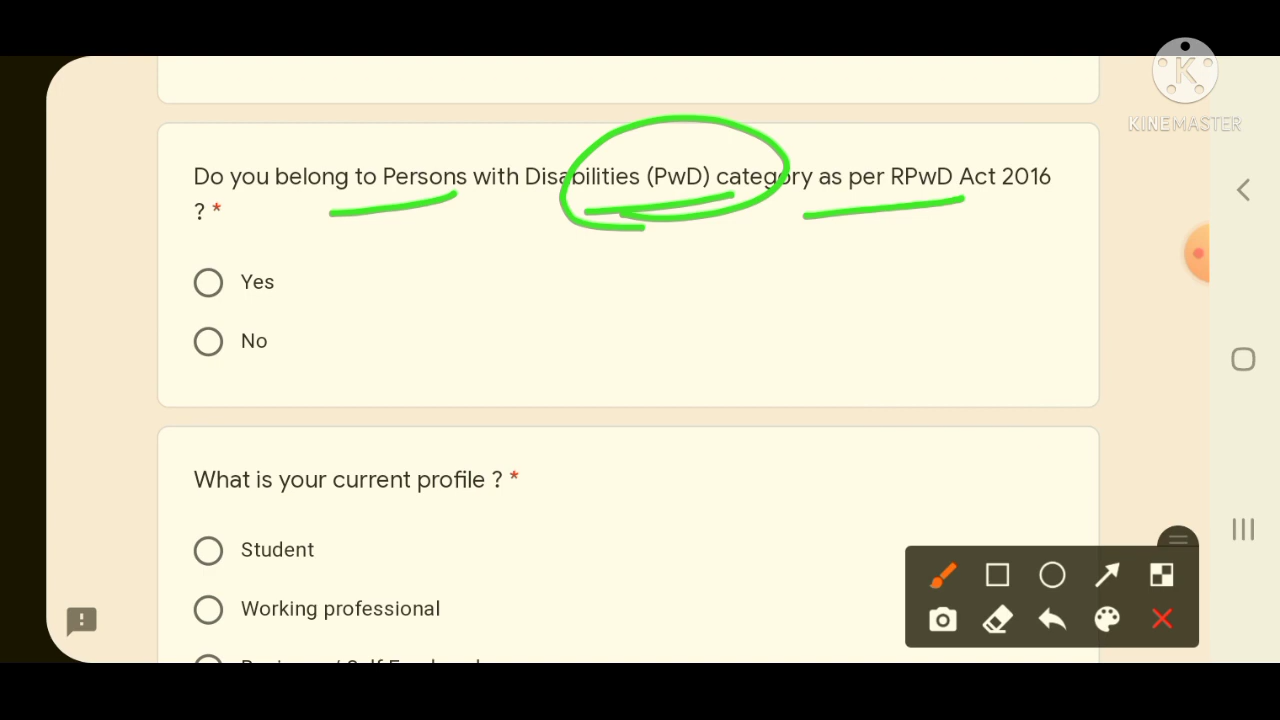 K
KINEMASTER
Do you belong to Persons with Disabilities (PwD) category as per RPwD Act 2016
? *
Yes
No
What is your current profile ? *
Student
Working professional